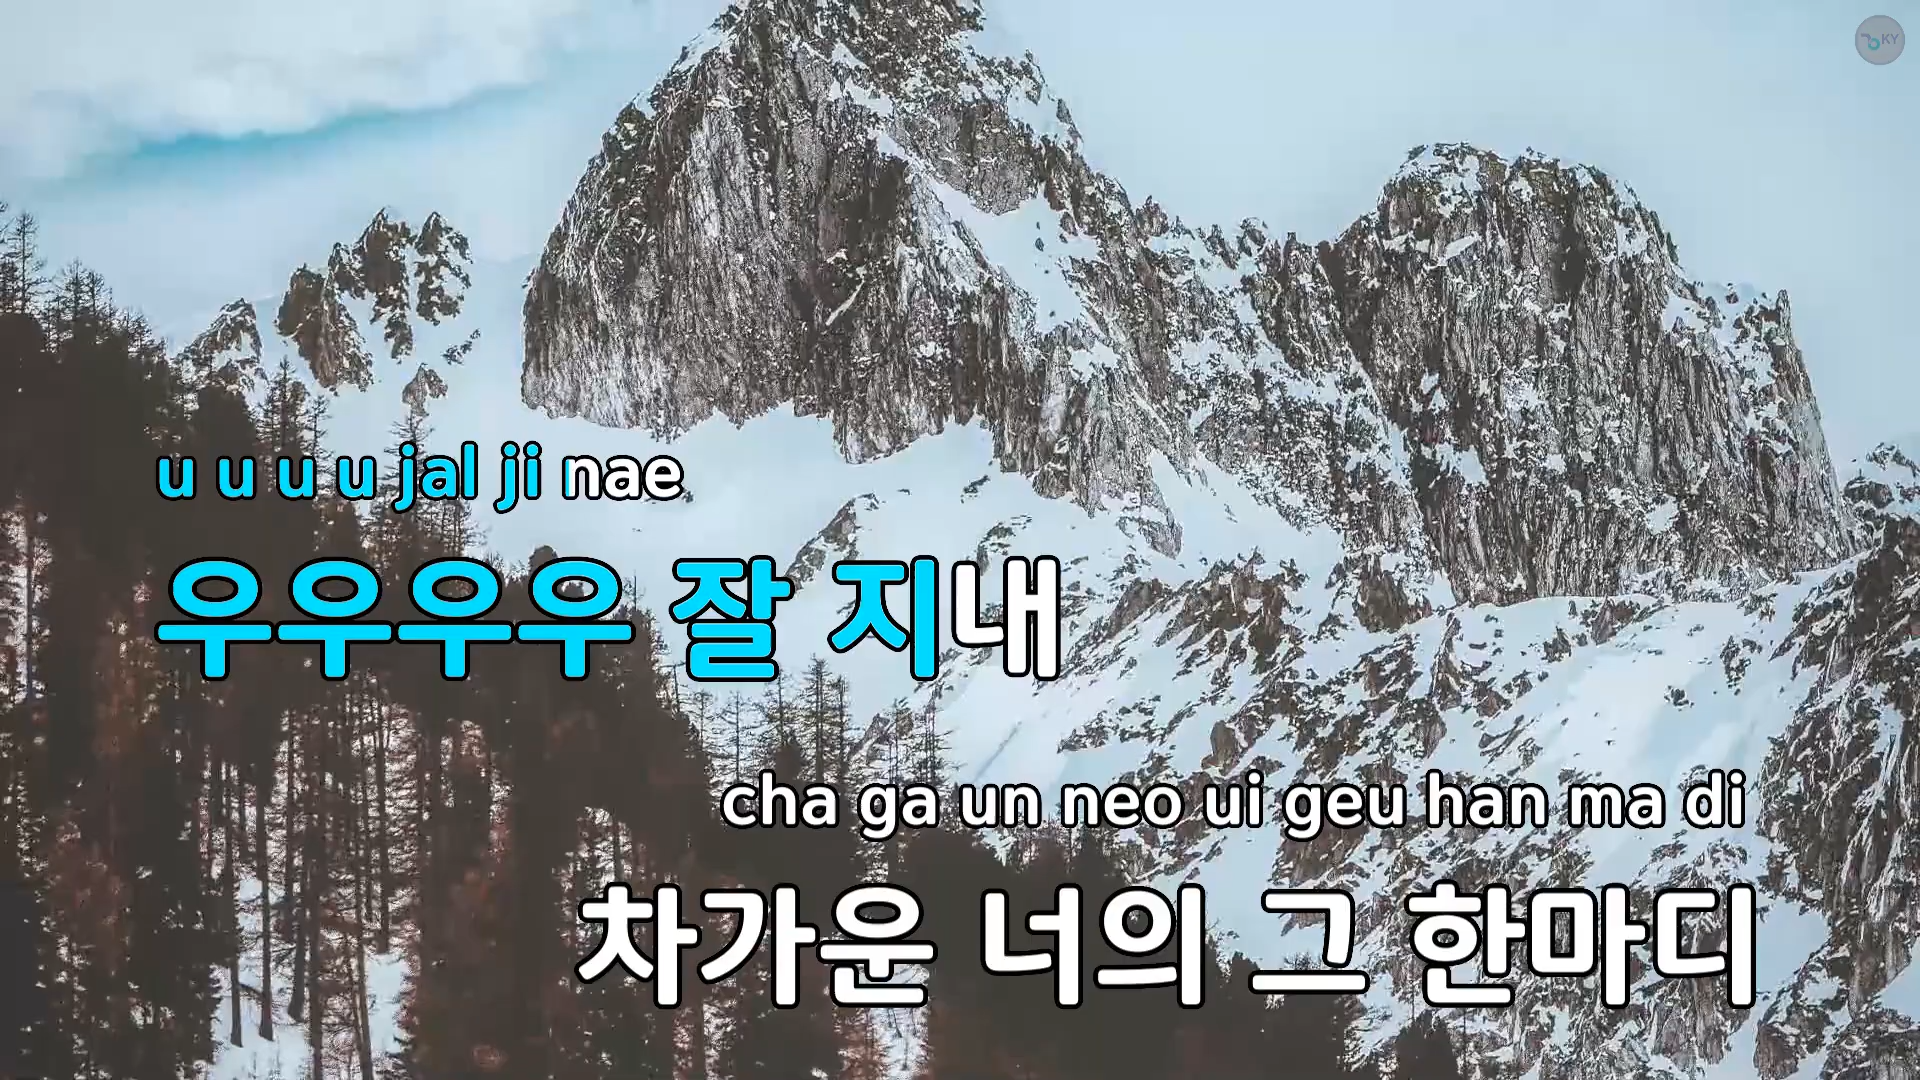 KY
u u u u jal ji nae
우우우우 잘 지내
cha ga un neo ui geu han ma di
차가운 너의 그 한마디